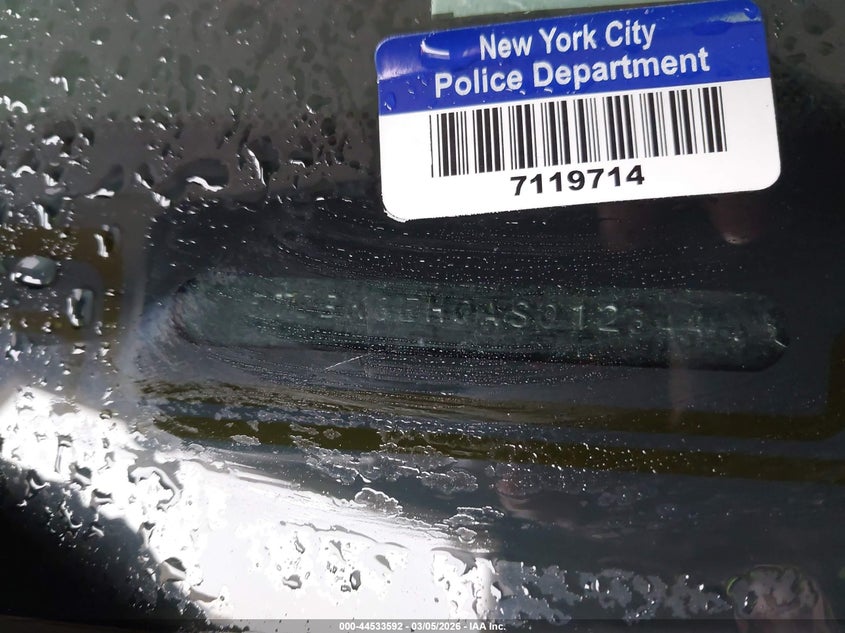 New York City
Police Department
7119714
000-44533592 - 03/05/2026 - IAA Inc.